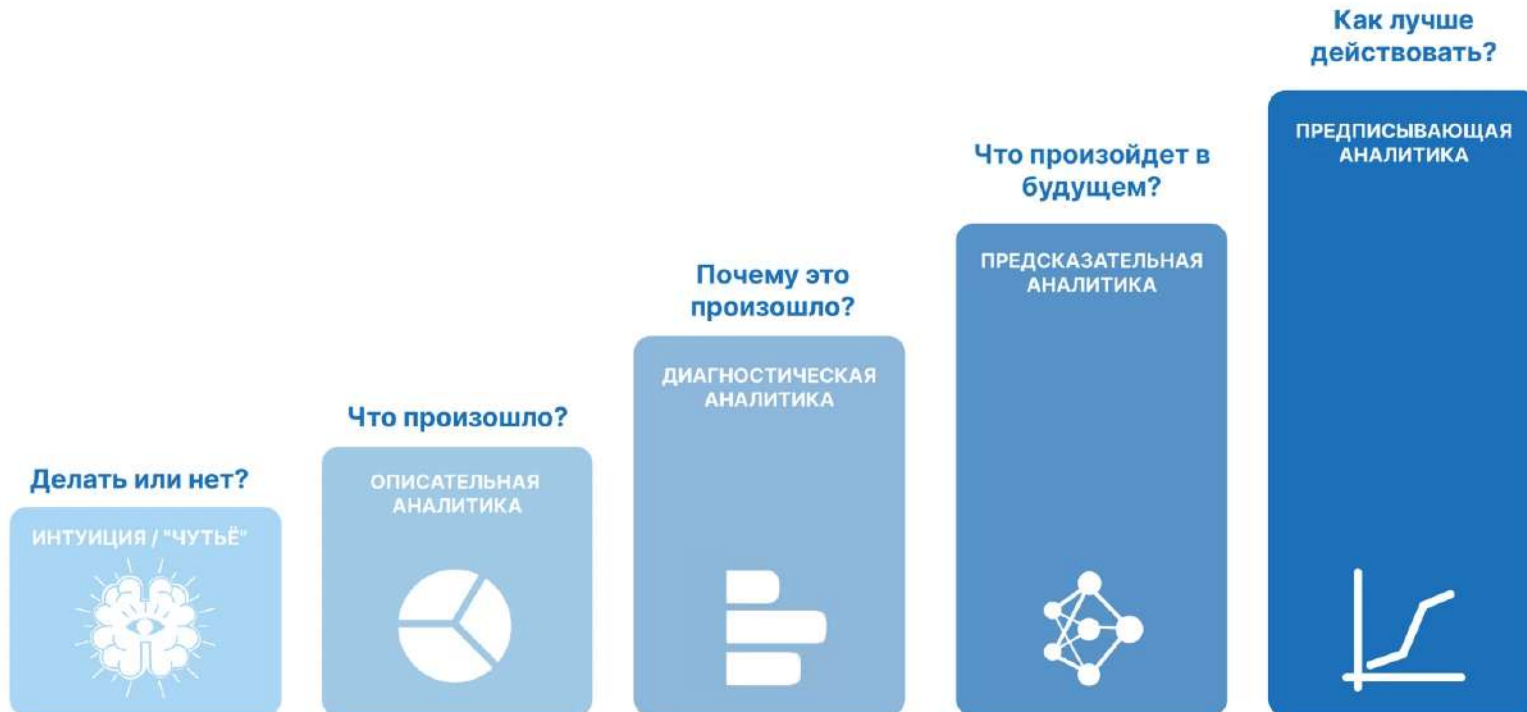 Делать или нет?
ИНТУИЦИЯ / "ЧУТЬЁ"
Что произошло?
ОПИСАТЕЛЬНАЯ
АНАЛИТИКА
Почему это
произошло?
ДИАГНОСТИЧЕСКАЯ
АНАЛИТИКА
Что произойдет в
будущем?
ПРЕДСКАЗАТЕЛЬНАЯ
АНАЛИТИКА
Как лучше
действовать?
ПРЕДПИСЫВАЮЩАЯ
АНАЛИТИКА